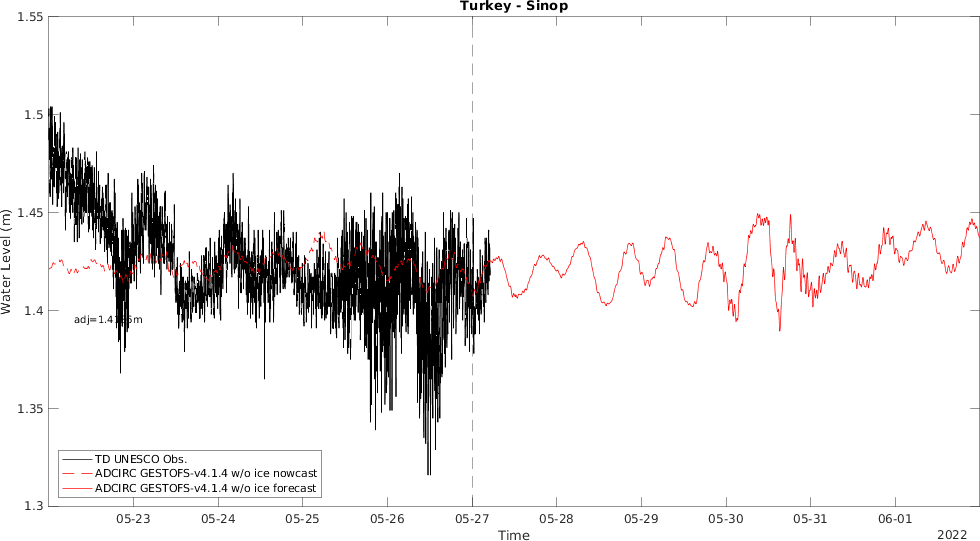 Turkey - Sinop
1.55
1.5
1.45
1.4
1.35
1.3
Water Level (m)
TD UNESCO Obs.
ADCIRC GESTOFS-v4.1.4 w/o ice nowcast
ADCIRC GESTOFS-v4.1.4 w/o ice forecast
05-23
05-24
05-25
05-26
05-27
05-28
05-29
05-30
05-31
06-01
Time
2022